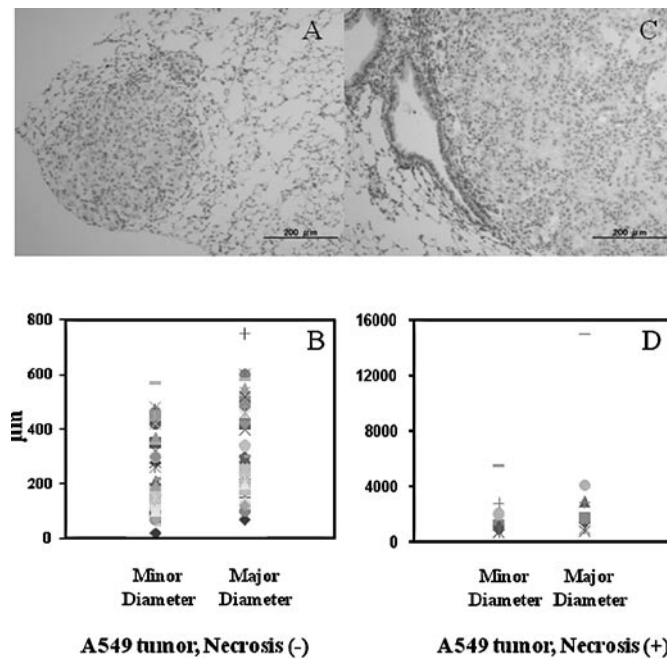 A
200 μm
C
200 μm
B
800
600
400
200
0
μm
Minor
Diameter
Major
Diameter
A549 tumor, Necrosis (-)
D
16000
12000
8000
4000
0
Minor
Diameter
Major
Diameter
A549 tumor, Necrosis (+)